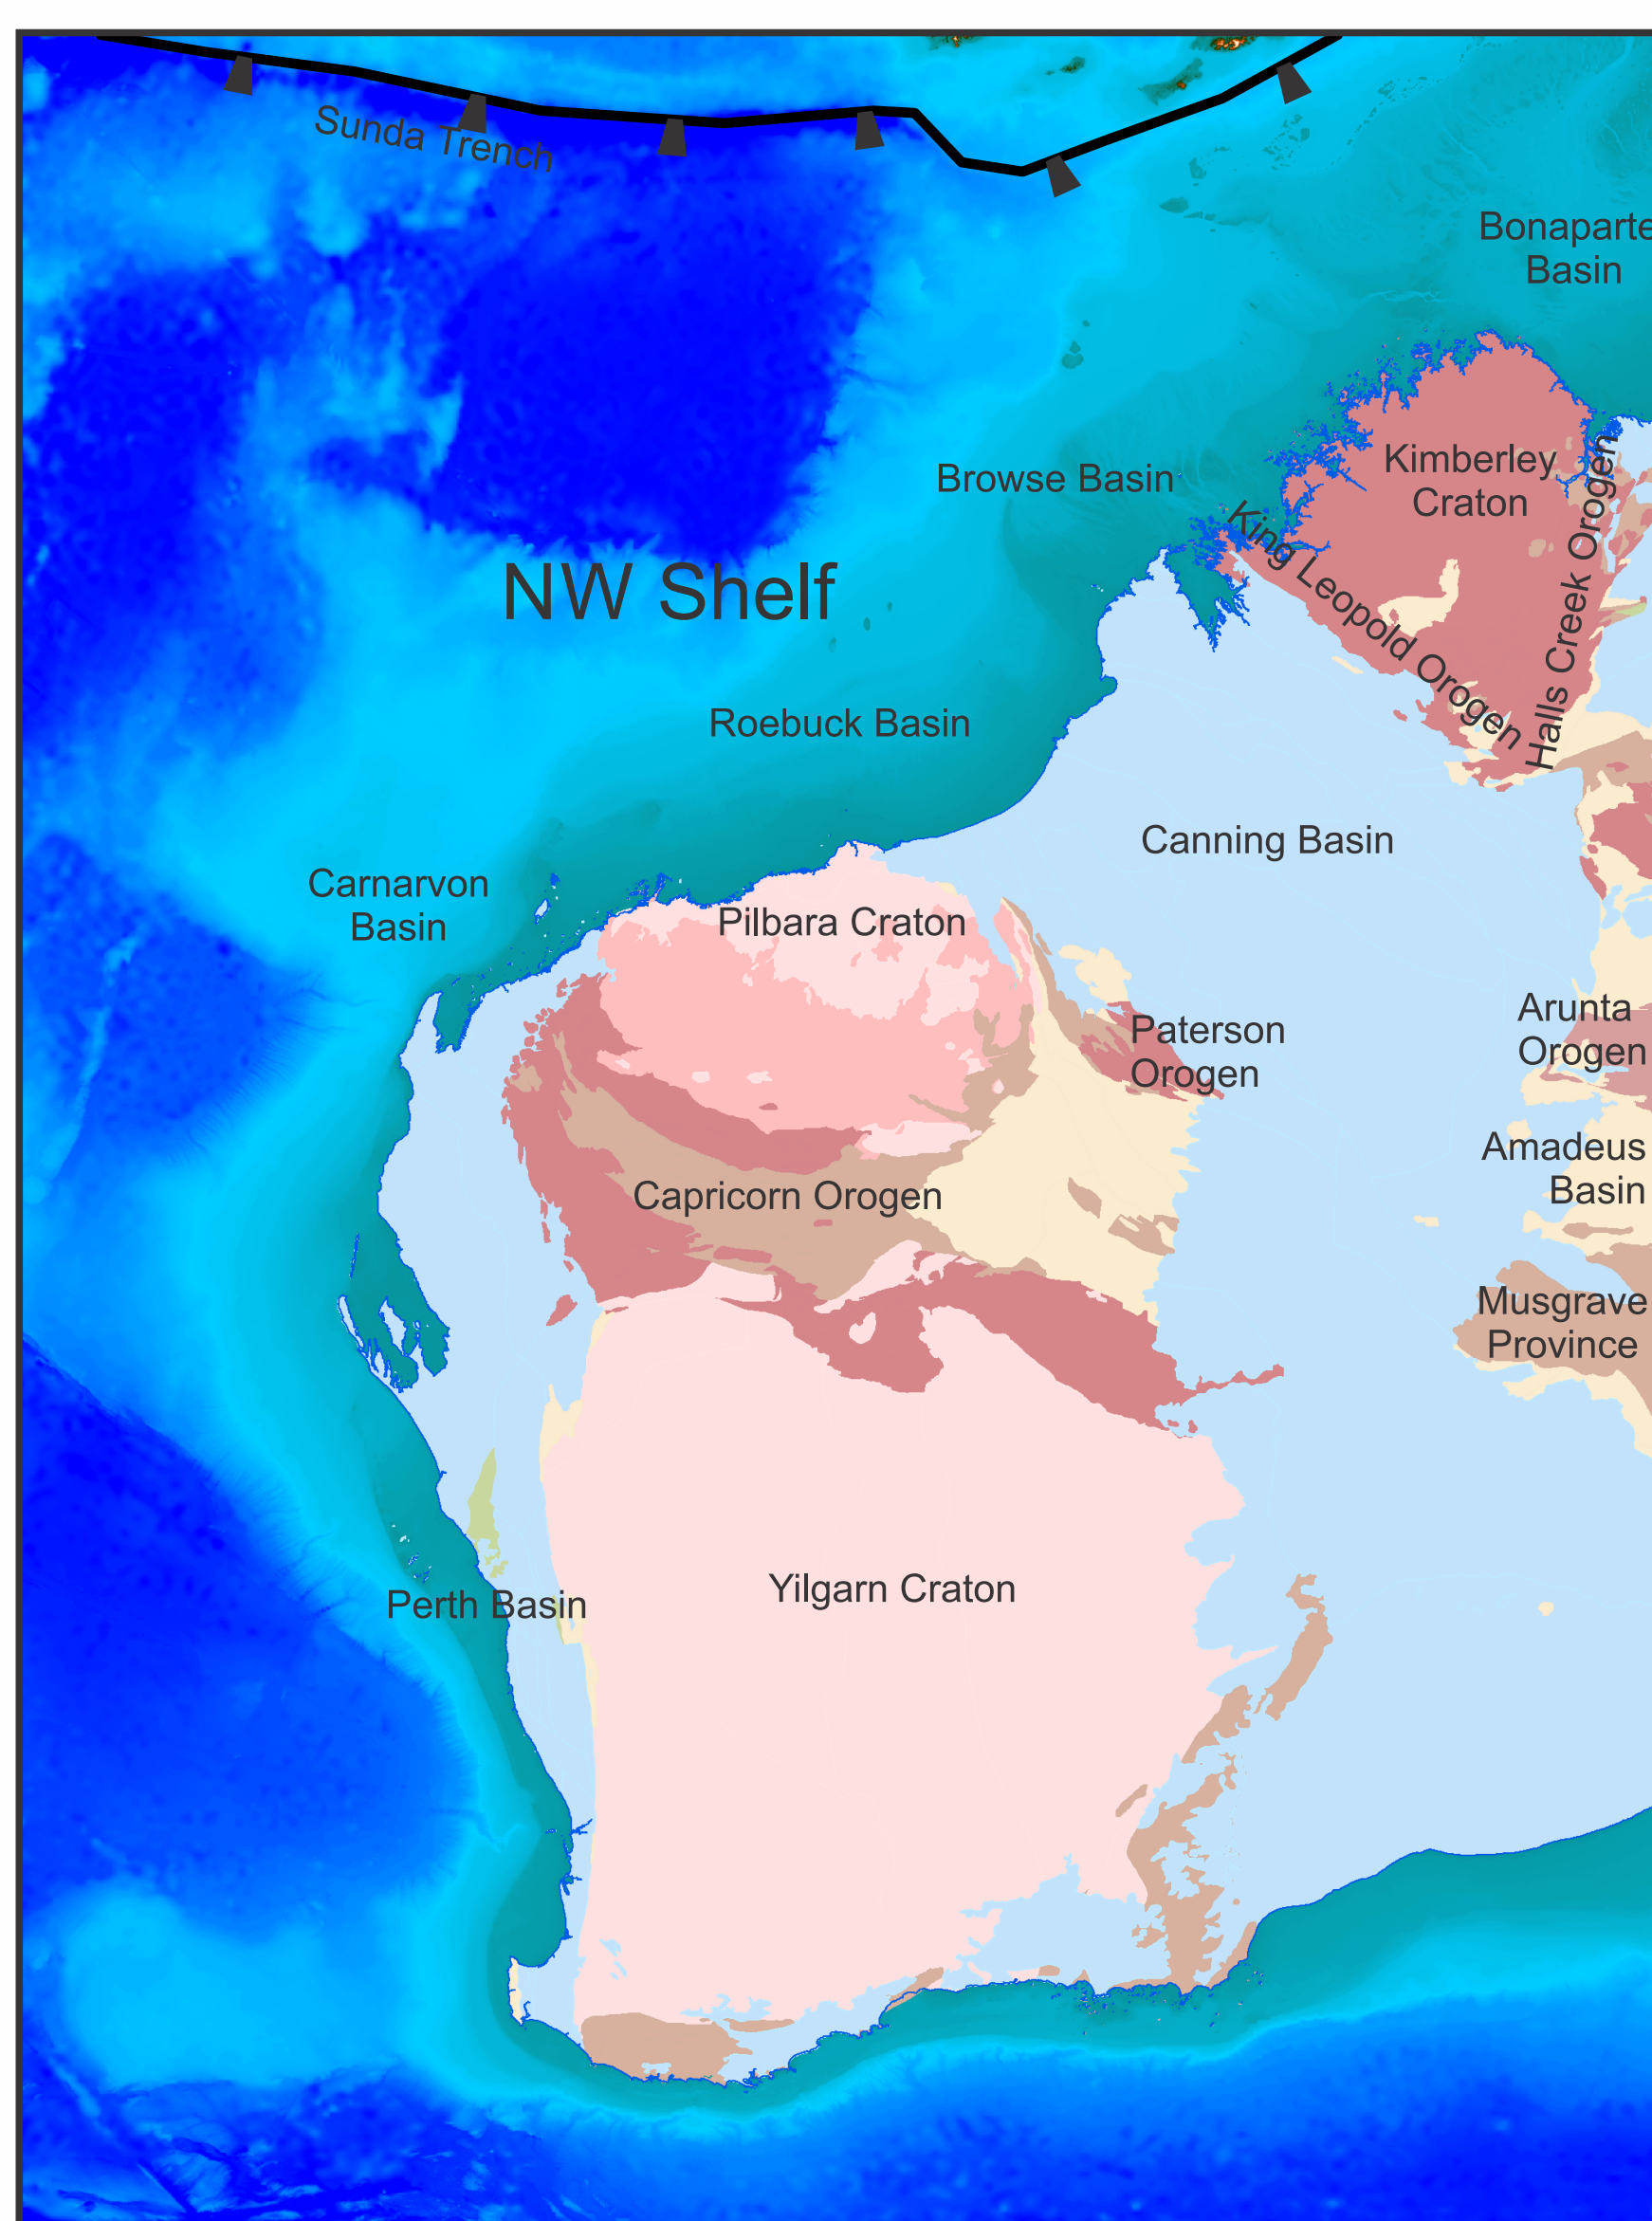 Sunda Trench
Bonaparte
Basin
Kimberley
Craton
Browse Basin
King Leopold Orogen
Halls Creek Orogen
NW Shelf
Roebuck Basin
Canning Basin
Carnarvon
Basin
Pilbara Craton
Arunta
Orogen
Paterson
Orogen
Amadeus
Basin
Capricorn Orogen
Musgrave
Province
Yilgarn Craton
Perth Basin